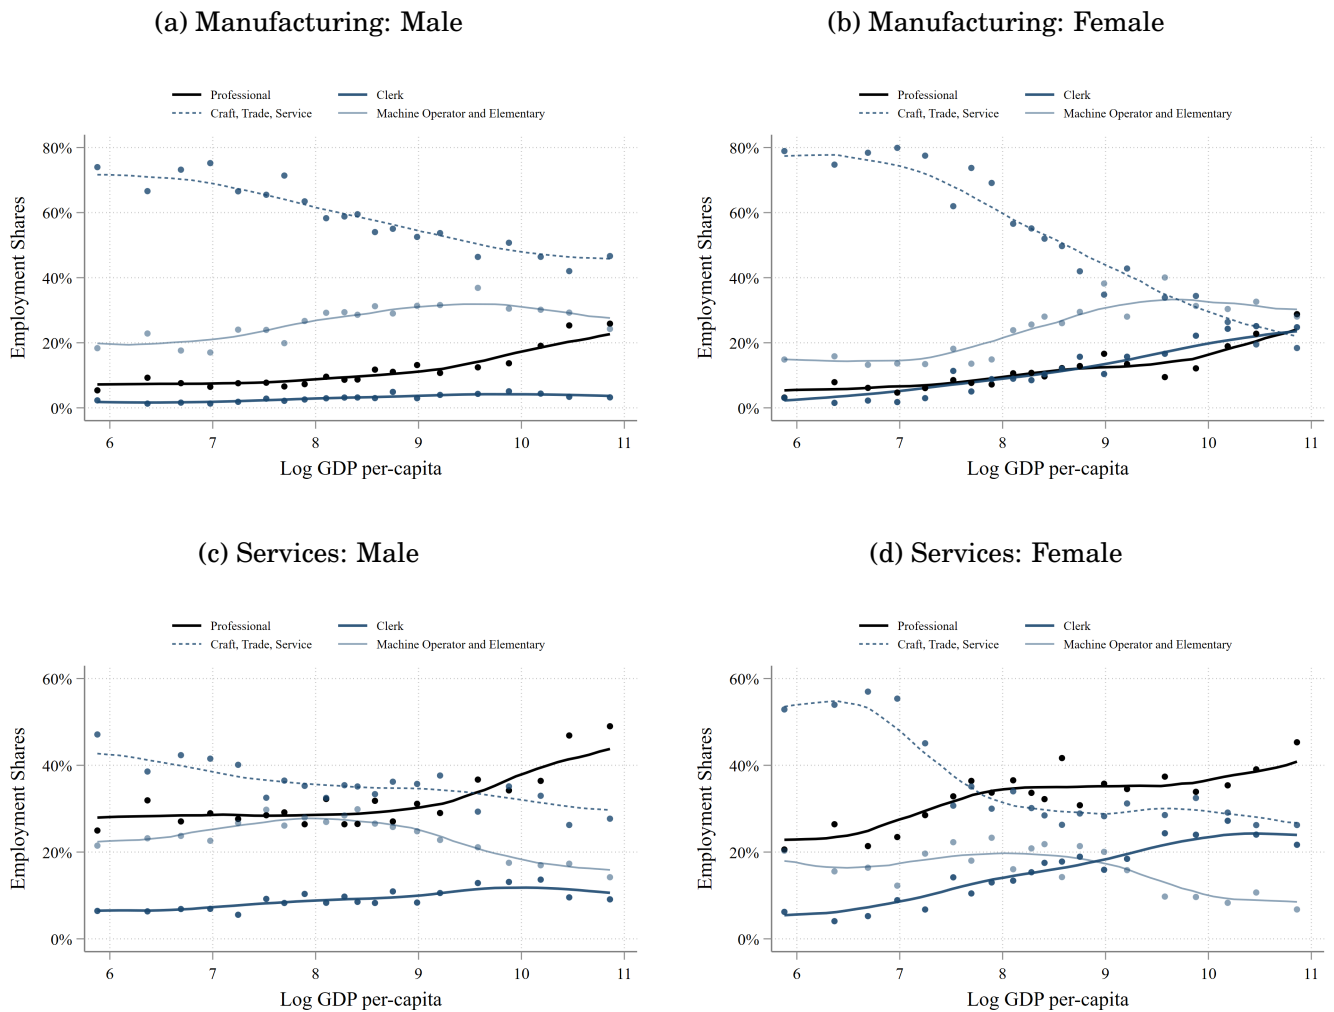 (a) Manufacturing: Male
Professional
Clerk
Craft, Trade, Service
Machine Operator and Elementary
80%
60%
40%
20%
0%
Employment Shares
6 7 8 9 10 11
Log GDP per-capita
(b) Manufacturing: Female
Professional
Clerk
Craft, Trade, Service
Machine Operator and Elementary
80%
60%
40%
20%
0%
Employment Shares
6 7 8 9 10 11
Log GDP per-capita
(c) Services: Male
Professional
Clerk
Craft, Trade, Service
Machine Operator and Elementary
60%
40%
20%
0%
Employment Shares
6 7 8 9 10 11
Log GDP per-capita
(d) Services: Female
Professional
Clerk
Craft, Trade, Service
Machine Operator and Elementary
60%
40%
20%
0%
Employment Shares
6 7 8 9 10 11
Log GDP per-capita